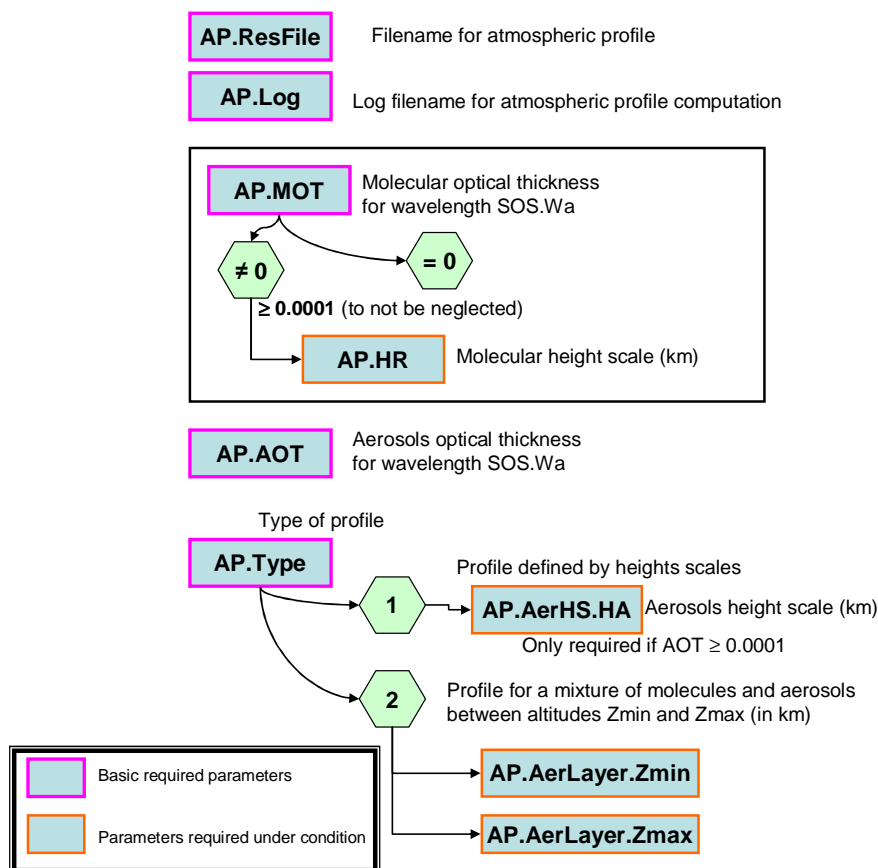 AP.ResFile
Filename for atmospheric profile
AP.Log
Log filename for atmospheric profile computation
AP.MOT
Molecular optical thickness
for wavelength SOS.Wa
≠ 0
= 0
≥ 0.0001 (to not be neglected)
AP.HR
Molecular height scale (km)
AP.AOT
Aerosols optical thickness
for wavelength SOS.Wa
Type of profile
AP.Type
Profile defined by heights scales
1
AP.AerHS.HA
Aerosols height scale (km)
Only required if AOT ≥ 0.0001
2
Profile for a mixture of molecules and aerosols
between altitudes Zmin and Zmax (in km)
AP.AerLayer.Zmin
AP.AerLayer.Zmax
Basic required parameters
Parameters required under condition